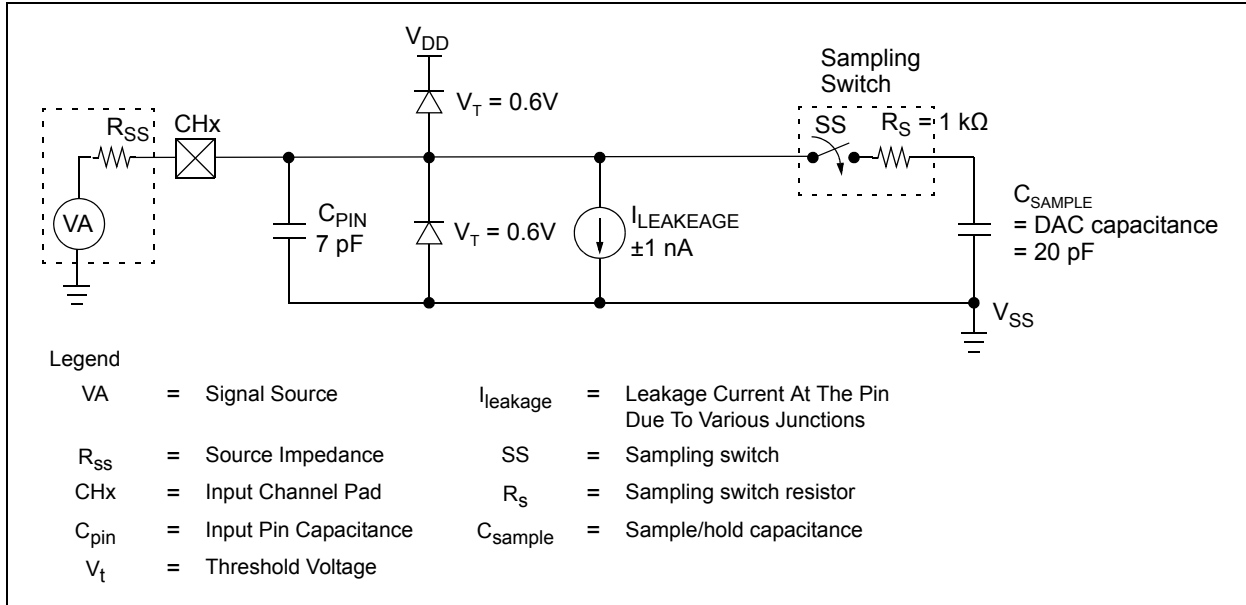 V_DD
Sampling
Switch
V_T = 0.6V
R_SS
CHx
SS
R_S = 1 kΩ
VA
C_PIN
7 pF
V_T = 0.6V
I_LEAKEAGE
±1 nA
C_SAMPLE
= DAC capacitance
= 20 pF
V_SS
Legend
VA = Signal Source
I_leakage = Leakage Current At The Pin
Due To Various Junctions
R_ss = Source Impedance
SS = Sampling switch
CHx = Input Channel Pad
R_s = Sampling switch resistor
C_pin = Input Pin Capacitance
C_sample = Sample/hold capacitance
V_t = Threshold Voltage